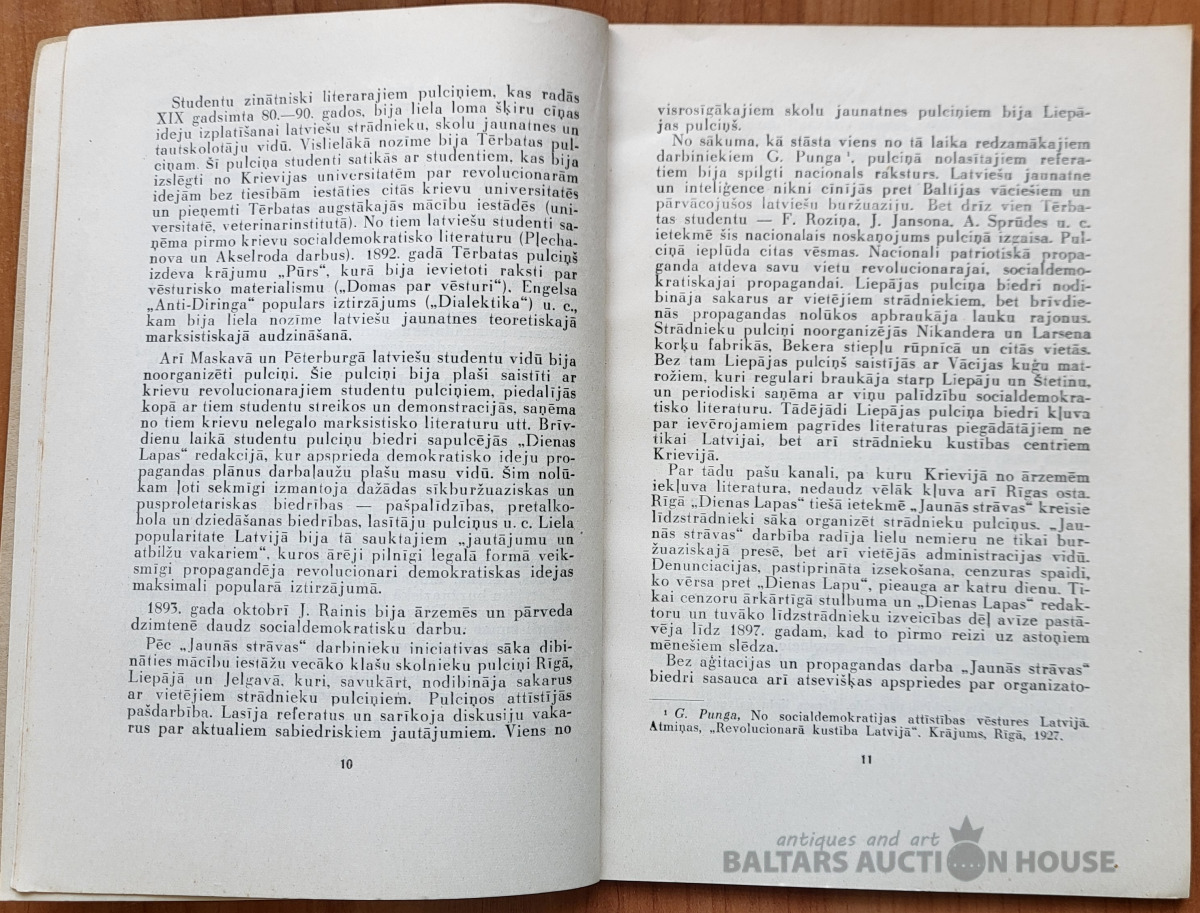 Studentu zinātniski literarajiem pulciņiem, kas radās
XIX gadsimta 80.—90. gados, bija liela loma šķiru cīņas
ideju izplatīšanai latviešu strādnieku, skolu jaunatnes un
tautskolotāju vidū. Vislielākā nozīme bija Tērbatas pul-
ciņam. Šī pulciņa studenti satikās ar studentiem, kas bija
izslēgti no Krievijas universitatēm par revolucionarām
idejām bez tiesībām iestāties citās krievu universitatēs
un pieņemti Tērbatas augstākajās mācību iestādēs (uni-
versitatē, veterinarinstitutā). No tiem latviešu studenti sa-
ņēma pirmo krievu socialdemokratisko literaturu (Pļecha-
nova un Akseļroda darbus). 1892. gadā Tērbatas pulciņš
izdeva krājumu „Pūrs“, kurā bija ievietoti raksti par
vēsturisko materialismu („Domas par vēsturi“). Engelsa
„Anti-Diringa“ populars iztirzājums („Dialektika“) u. c.,
kam bija liela nozīme latviešu jaunatnes teoretiskajā
marksistiskajā audzināšanā.
Arī Maskavā un Pēterburgā latviešu studentu vidū bija
noorganizēti pulciņi. Šie pulciņi bija plaši saistīti ar
krievu revolucionarajiem studentu pulciņiem, piedalījās
kopā ar tiem studentu streikos un demonstracijās, saņēma
no tiem krievu nelegalo marksistisko literaturu utt. Brīv-
dienu laikā studentu pulciņu biedri sapulcējās „Dienas
Lapas“ redakcijā, kur apsprieda demokratisko ideju pro-
pagandas plānus darbaļaužu plašu masu vidū. Šim nolū-
kam ļoti sekmīgi izmantoja dažādas sīkburžuaziskas un
pusproletariskas biedrības — pašpalīdzības, pretalko-
hola un dziedāšanas biedrības, lasītāju pulciņus u. c. Liela
popularitate Latvijā bija tā sauktajiem „jautājumu un
atbilžu vakariem“, kuros ārēji pilnīgi legalā formā veik-
smīgi propagandēja revolucionari demokratiskas idejas
maksimali popularā iztirzājumā.
1893. gada oktobrī J. Rainis bija ārzemēs un pārveda
dzimtenē daudz socialdemokratisku darbu.
Pēc „Jaunās strāvas“ darbinieku iniciativas sāka dibi-
nāties mācību iestāžu vecāko klašu skolnieku pulciņi Rīgā,
Liepājā un Jelgavā, kuri, savukārt, nodibināja sakarus
ar vietējiem strādnieku pulciņiem. Pulciņos attīstījās
pašdarbība. Lasīja referatus un sarīkoja diskusiju vaka-
rus par aktualiem sabiedriskiem jautājumiem. Viens no
10
visrosīgākajiem skolu jaunatnes pulciņiem bija Liepā-
jas pulciņš.
No sākuma, kā stāsta viens no tā laika redzamākajiem
darbiniekiem G. Punga ¹, pulciņā nolasītajiem refera-
tiem bija spilgti nacionals raksturs. Latviešu jaunatne
un inteliģence nikni cīnījās pret Baltijas vāciešiem un
pārvācojušos latviešu buržuaziju. Bet drīz vien Tērba-
tas studentu — F. Roziņa, J. Jansona, A. Sprūdes u. c.
ietekmē šis nacionalais noskaņojums pulciņā izgaisa. Pul-
ciņā ieplūda citas vēsmas. Nacionali patriotiskā propa-
ganda atdeva savu vietu revolucionarajai, socialdemo-
kratiskajai propagandai. Liepājas pulciņa biedri nodi-
bināja sakarus ar vietējiem strādniekiem, bet brīvdie-
nās propagandas nolūkos apbraukāja lauku rajonus.
Strādnieku pulciņi noorganizējās Nikandera un Larsena
korķu fabrikās, Bekera stiepļu rūpnīcā un citās vietās.
Bez tam Liepājas pulciņš saistījās ar Vācijas kuģu mat-
rožiem, kuri regulari braukāja starp Liepāju un Štetinu,
un periodiski saņēma ar viņu palīdzību socialdemokra-
tisko literaturu. Tādējādi Liepājas pulciņa biedri kļuva
par ievērojamiem pagrīdes literaturas piegādātājiem ne
tikai Latvijai, bet arī strādnieku kustības centriem
Krievijā.
Par tādu pašu kanali, pa kuru Krievijā no ārzemēm
iekļuva literatura, nedaudz vēlāk kļuva arī Rīgas osta.
Rīgā „Dienas Lapas“ tiešā ietekmē „Jaunās strāvas“ kreisie
līdzstrādnieki sāka organizēt strādnieku pulciņus. „Jau-
nās strāvas“ darbība radīja lielu nemieru ne tikai bur-
žuaziskajā presē, bet arī vietējās administracijas vidū.
Denunciacijas, pastiprināta izsekošana, cenzuras spaidi,
ko vērsa pret „Dienas Lapu“, pieauga ar katru dienu. Ti-
kai cenzoru ārkārtīgā stulbuma un „Dienas Lapas“ redak-
toru un tuvāko līdzstrādnieku izveicības dēļ avīze pastā-
vēja līdz 1897. gadam, kad to pirmo reizi uz astoņiem
mēnešiem slēdza.
Bez aģitacijas un propagandas darba „Jaunās strāvas“
biedri sasauca arī atsevišķas apspriedes par organizato-
¹ G. Punga, No socialdemokratijas attīstības vēstures Latvijā.
Atmiņas, „Revolucionarā kustība Latvijā“. Krājums, Rīgā, 1927.
11
antiques and art
BALTARS AUCTION HOUSE